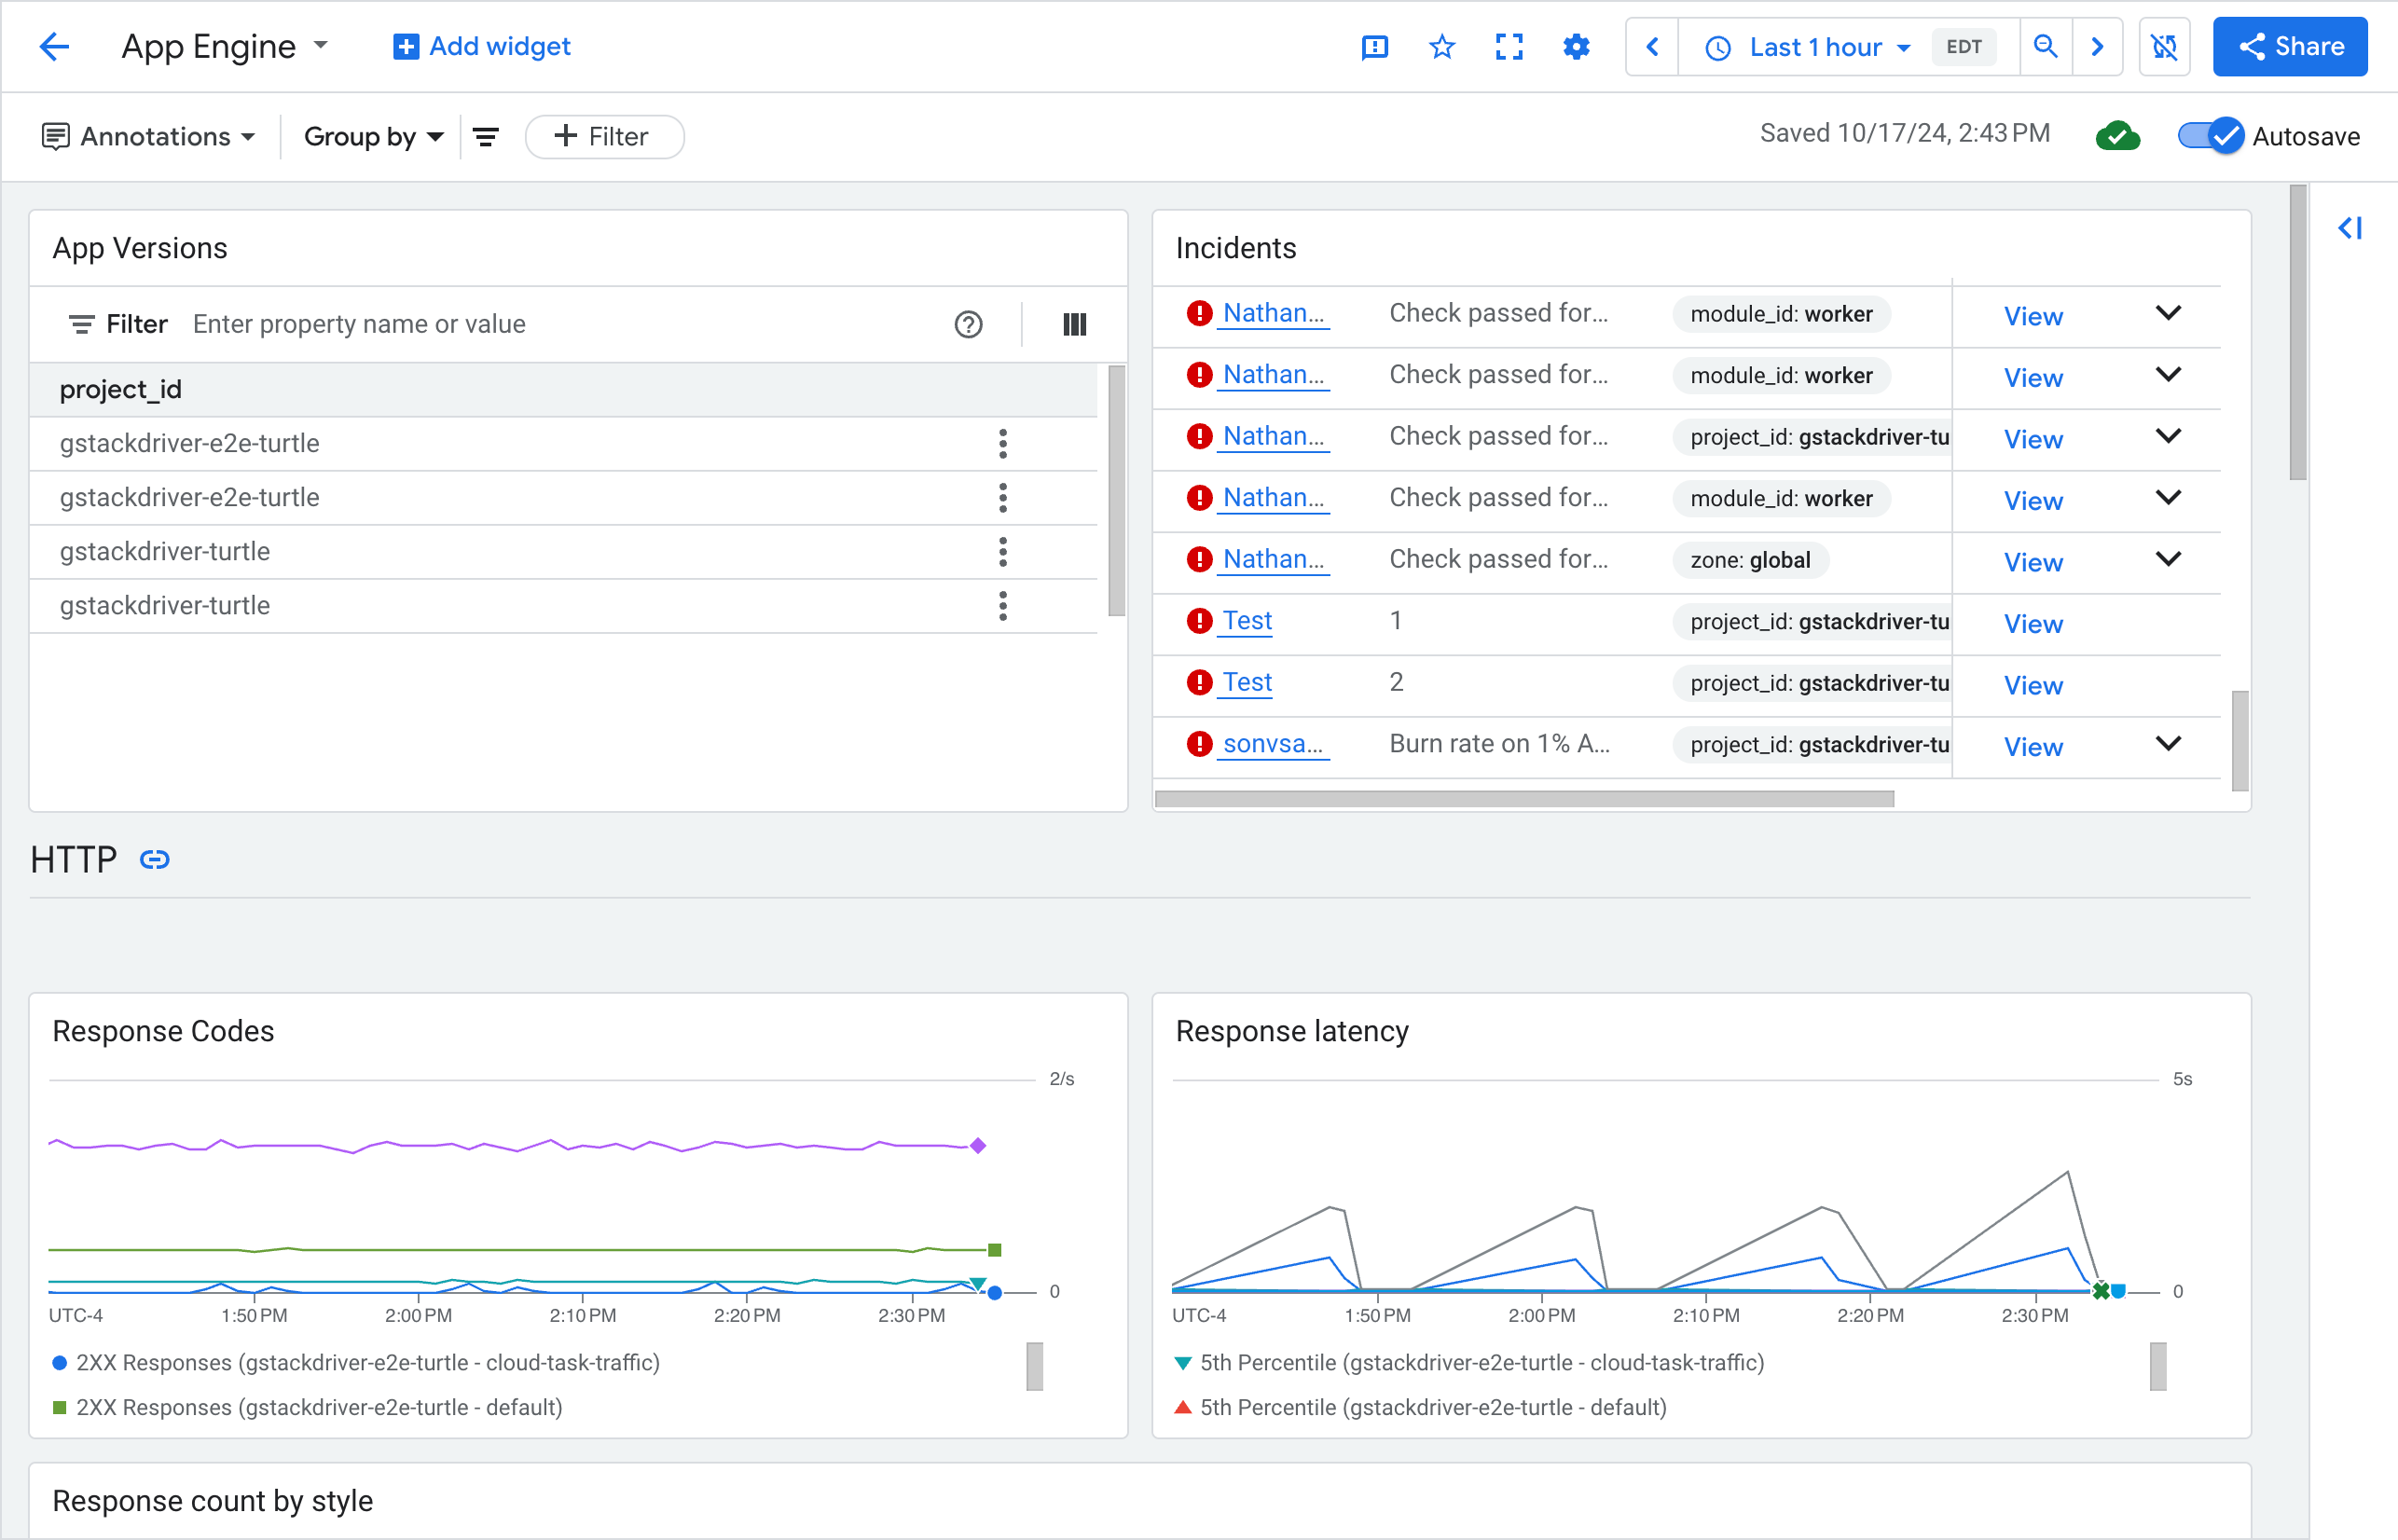 App Engine Add widget Last 1 hour EDT Share
Annotations Group by Filter Saved 10/17/24, 2:43 PM Autosave
App Versions
Filter Enter property name or value
project_id
gstackdriver-e2e-turtle
gstackdriver-e2e-turtle
gstackdriver-turtle
gstackdriver-turtle
Incidents
Nathan... Check passed for... module_id: worker View
Nathan... Check passed for... module_id: worker View
Nathan... Check passed for... project_id: gstackdriver-tu View
Nathan... Check passed for... module_id: worker View
Nathan... Check passed for... zone: global View
Test 1 project_id: gstackdriver-tu View
Test 2 project_id: gstackdriver-tu View
sonvsa... Burn rate on 1% A... project_id: gstackdriver-tu View
HTTP
Response Codes
2/s
0
UTC-4 1:50 PM 2:00 PM 2:10 PM 2:20 PM 2:30 PM
2XX Responses (gstackdriver-e2e-turtle - cloud-task-traffic)
2XX Responses (gstackdriver-e2e-turtle - default)
Response latency
5s
0
UTC-4 1:50 PM 2:00 PM 2:10 PM 2:20 PM 2:30 PM
5th Percentile (gstackdriver-e2e-turtle - cloud-task-traffic)
5th Percentile (gstackdriver-e2e-turtle - default)
Response count by style